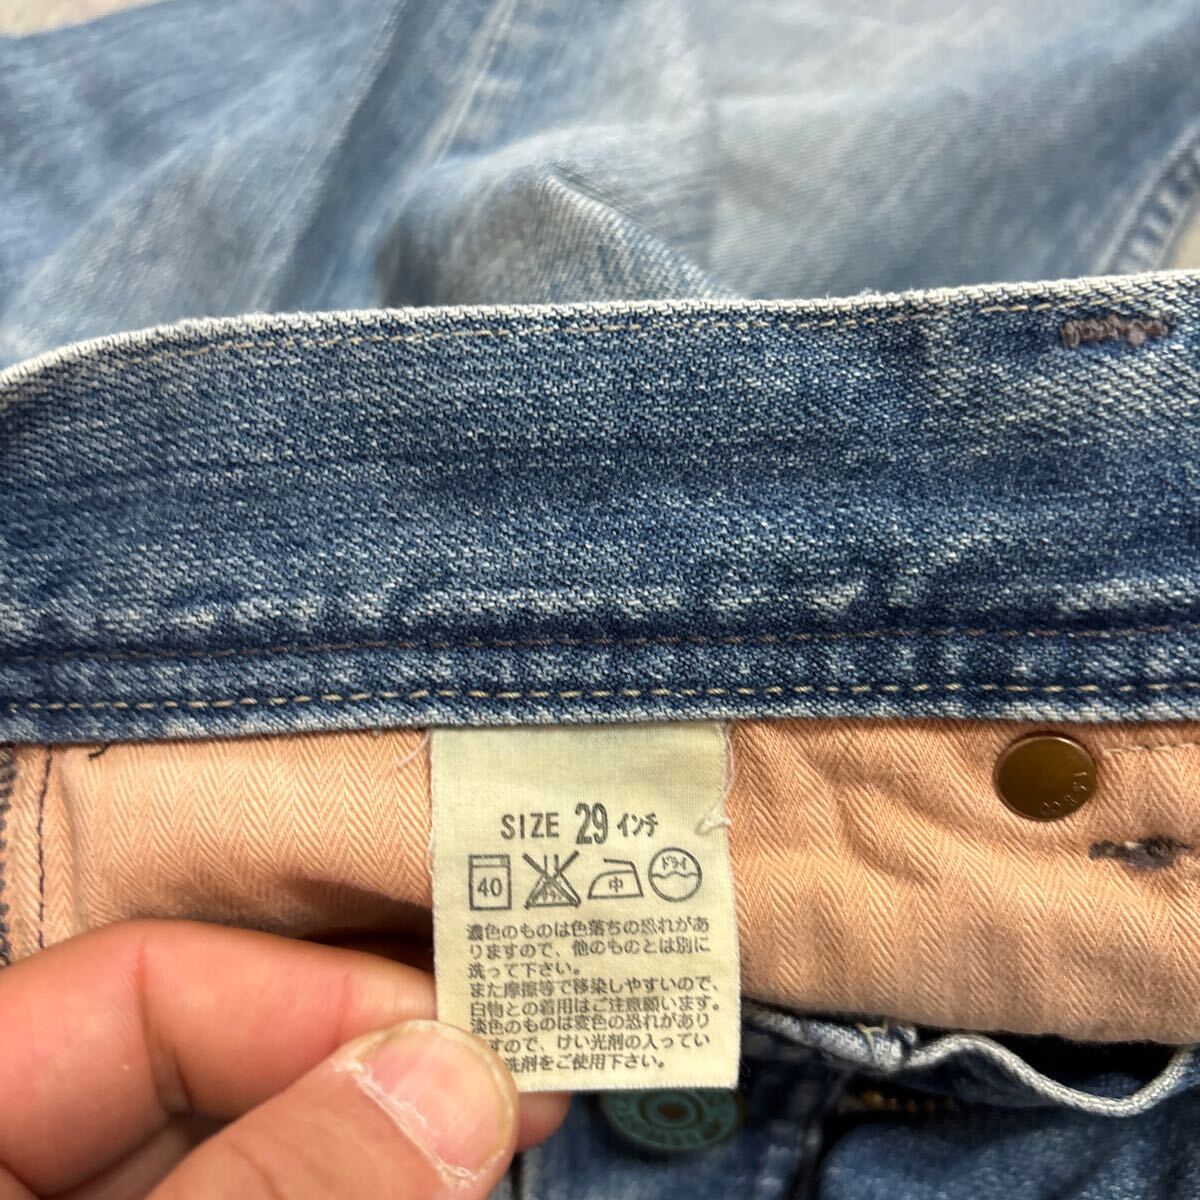 SIZE 29 インチ
40 中 ドライ
濃色のものは色落ちの恐れがあ
りますので、他のものとは別に
洗って下さい。
また摩擦等で移染しやすいので、
白物との着用はご注意願います。
淡色のものは変色の恐れがあり
すので、けい光剤の入ってい
洗剤をご使用下さい。